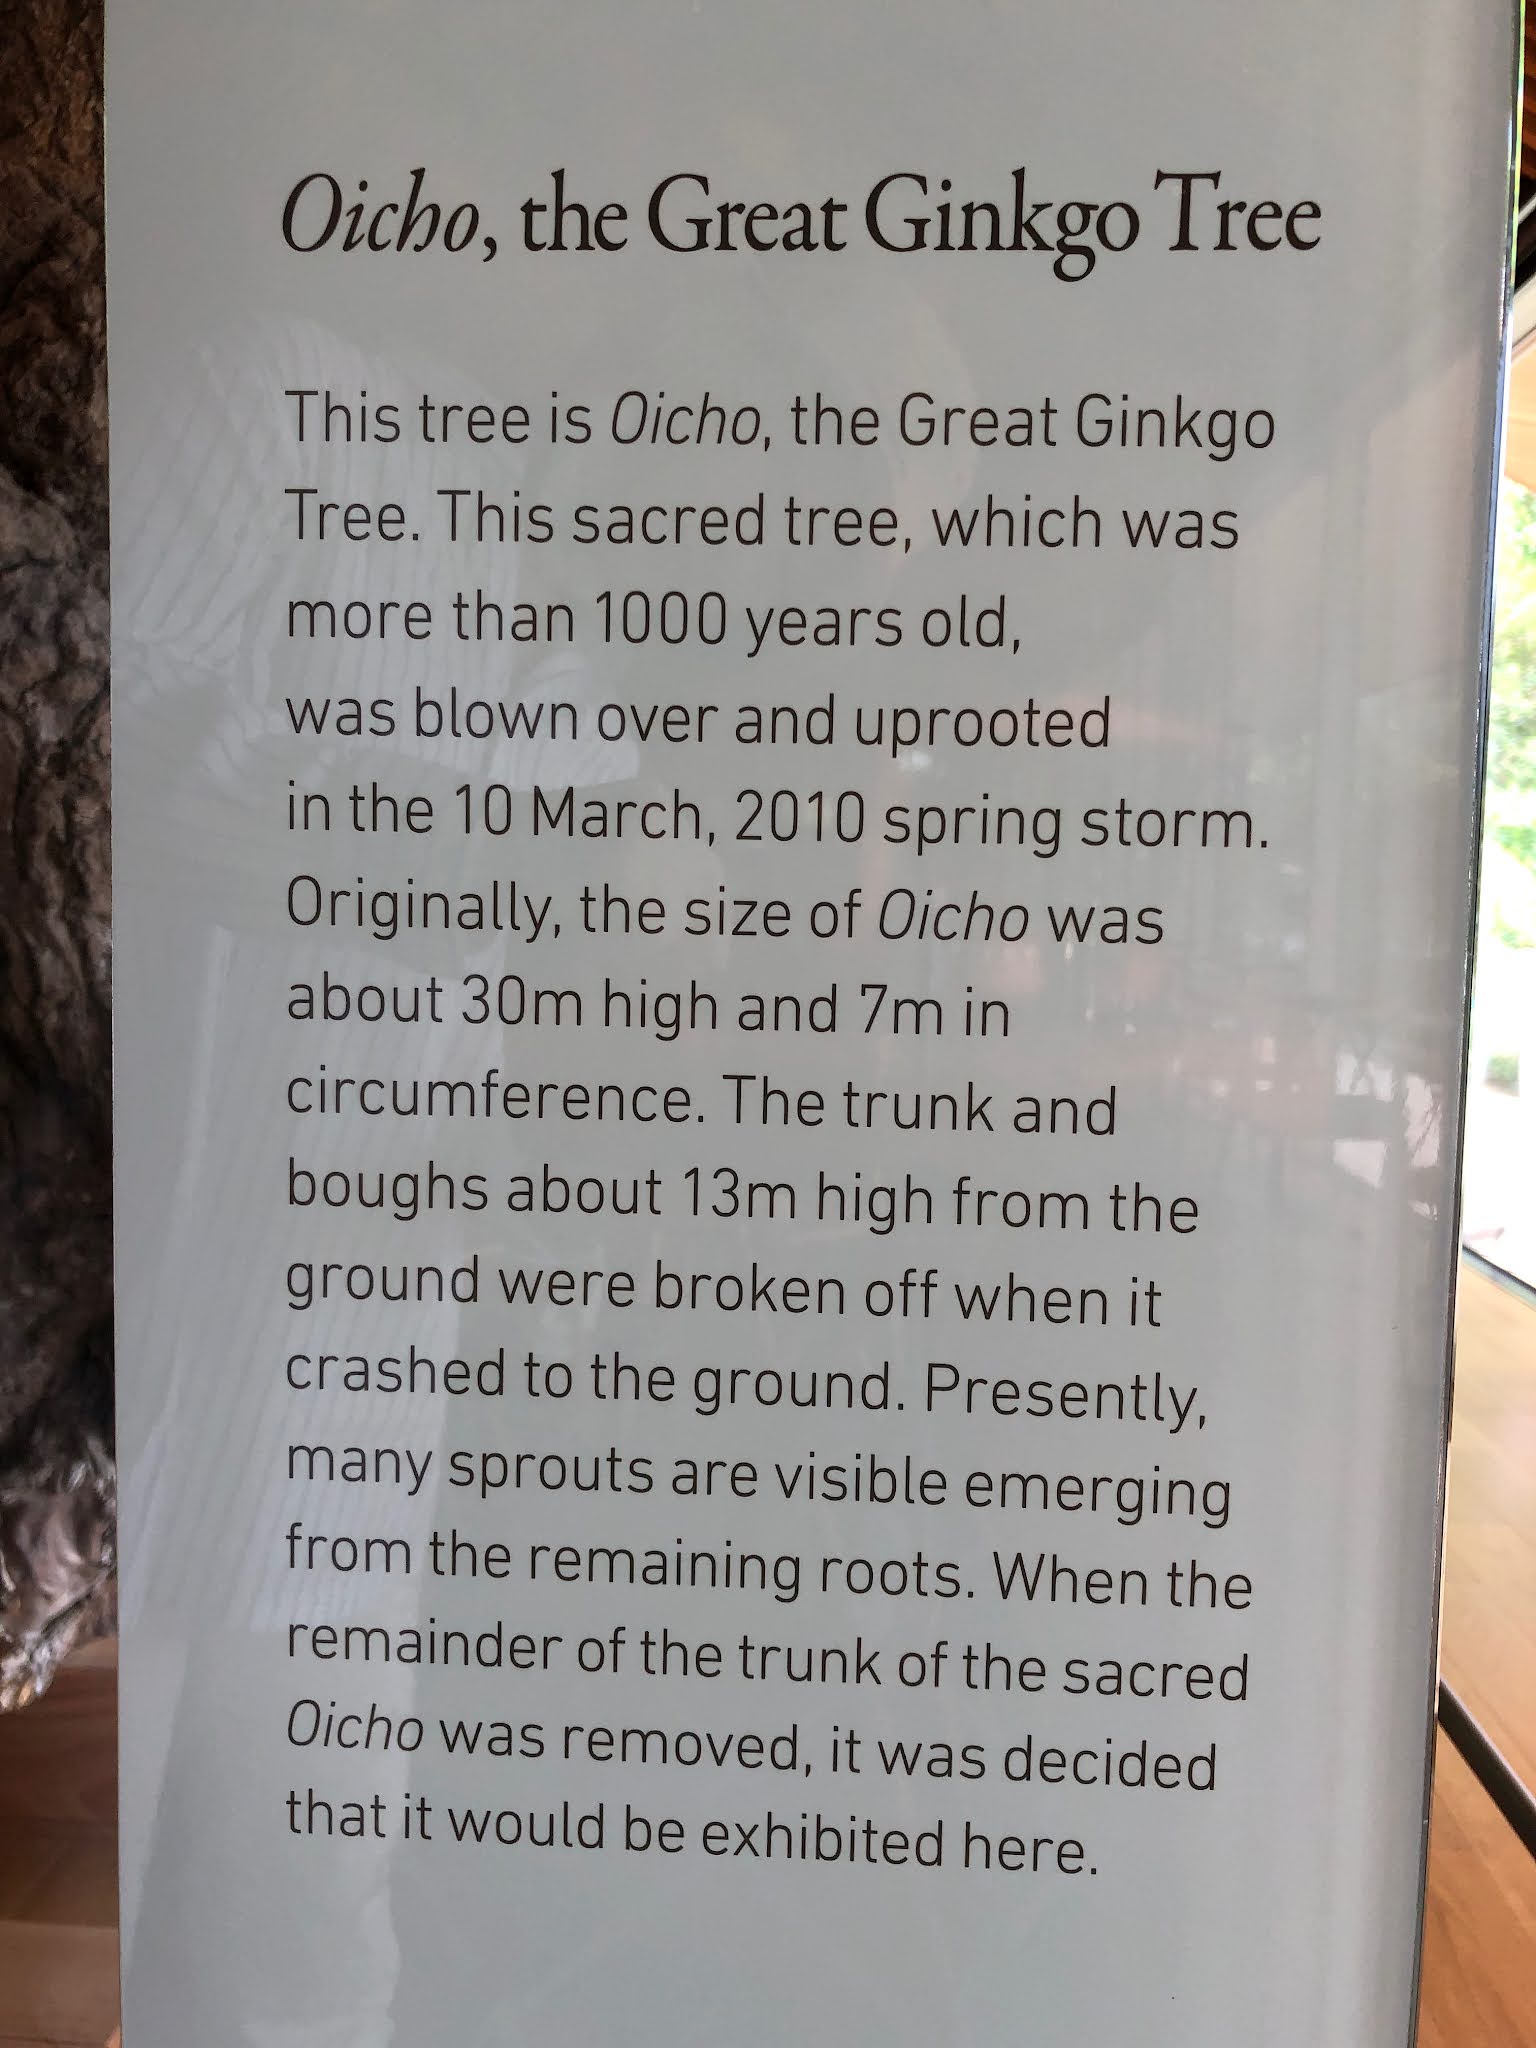 Oicho, the Great Ginkgo Tree
This tree is Oicho, the Great Ginkgo
Tree. This sacred tree, which was
more than 1000 years old,
was blown over and uprooted
in the 10 March, 2010 spring storm.
Originally, the size of Oicho was
about 30m high and 7m in
circumference. The trunk and
boughs about 13m high from the
ground were broken off when it
crashed to the ground. Presently,
many sprouts are visible emerging
from the remaining roots. When the
remainder of the trunk of the sacred
Oicho was removed, it was decided
that it would be exhibited here.